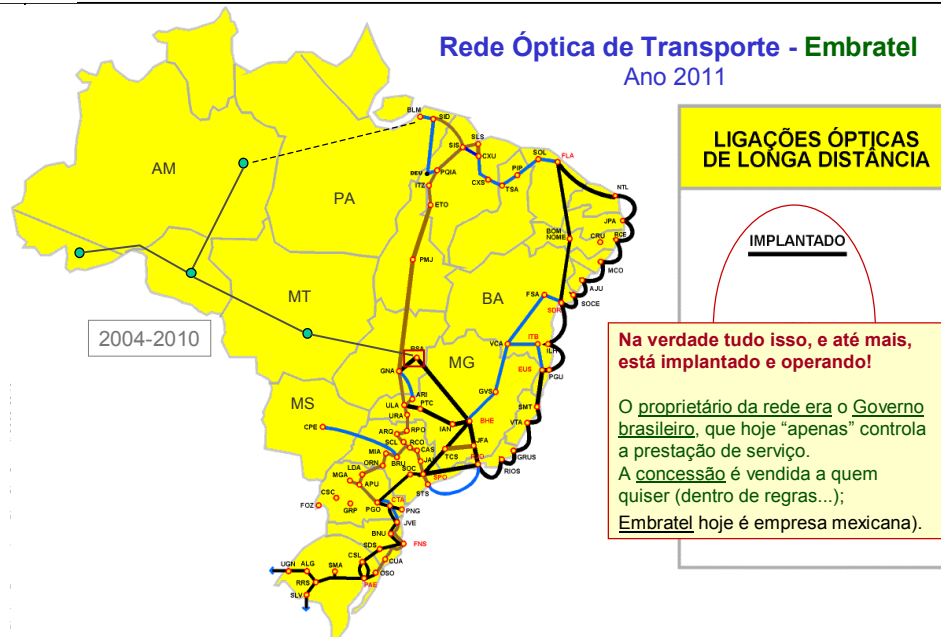 Rede Óptica de Transporte - Embratel
Ano 2011
LIGAÇÕES ÓPTICAS
DE LONGA DISTÂNCIA
IMPLANTADO
Na verdade tudo isso, e até mais,
está implantado e operando!
O proprietário da rede era o Governo
brasileiro, que hoje “apenas” controla
a prestação de serviço.
A concessão é vendida a quem
quiser (dentro de regras...);
Embratel hoje é empresa mexicana).
2004-2010
AM
PA
MT
BA
MG
MS
BLM
SID
SLS
SIS
CXU
SOL
FLA
PIP
CXS
TSA
PQIA
ITZ
ETO
NTL
JPA
RCE
CRU
BOM
NOME
MCO
PMJ
AJU
SOCE
FSA
SDR
VCA
ITB
ILH
BSA
GNA
EUS
PGU
GVS
ARI
PTC
ULA
URA
SMT
VTA
CPE
ARQ
RPO
IAN
BHE
SCL
RCO
CAS
JFA
TCS
MIA
BRU
JAI
GRUS
RIOS
LDA
ORN
SOC
SPO
MGA
APU
STS
CSC
FOZ
GRP
PGO
CTA
PNG
JVE
BNU
FNS
SDS
CSL
CUA
UGN
ALG
SMA
OSO
RRS
PAE
SLV